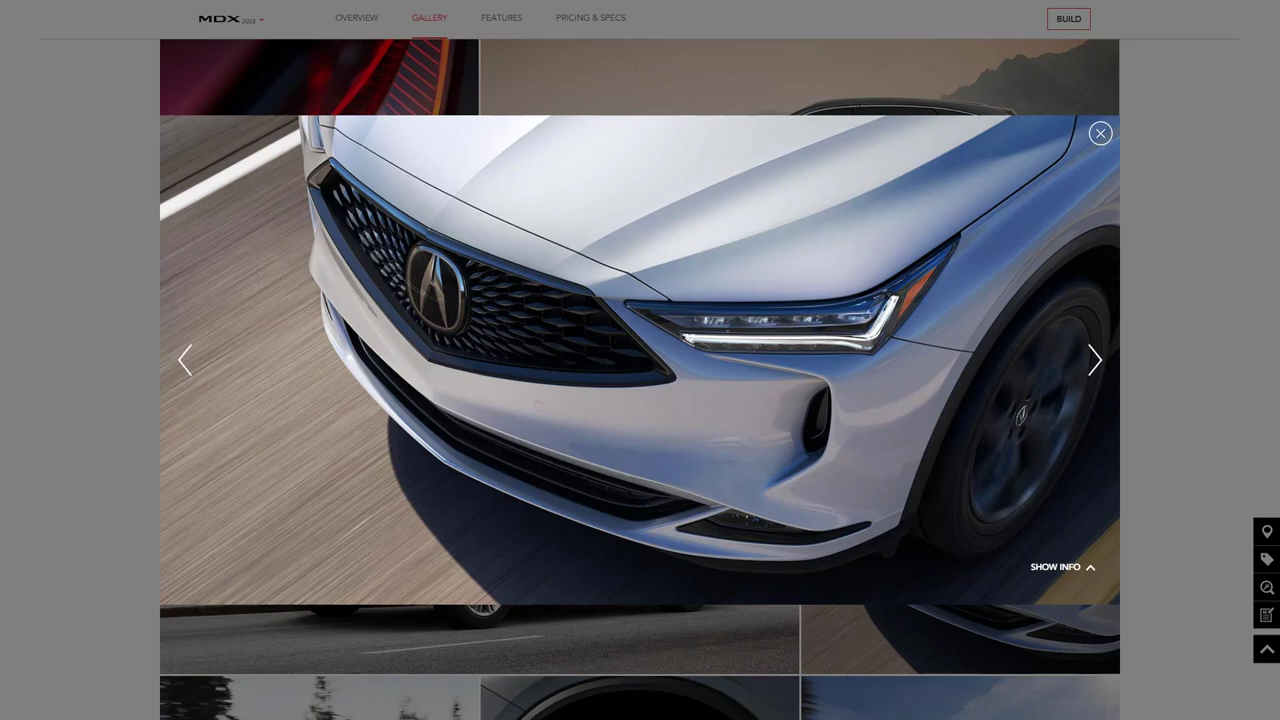 MDX 2022
OVERVIEW
GALLERY
FEATURES
PRICING & SPECS
BUILD
SHOW INFO